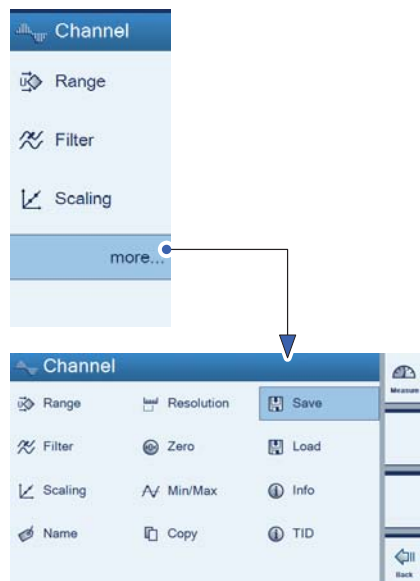 Channel
Range
Filter
Scaling
more...
Channel
Range Resolution Save
Measure
Filter Zero Load
Scaling Min/Max Info
Name Copy TID
Back